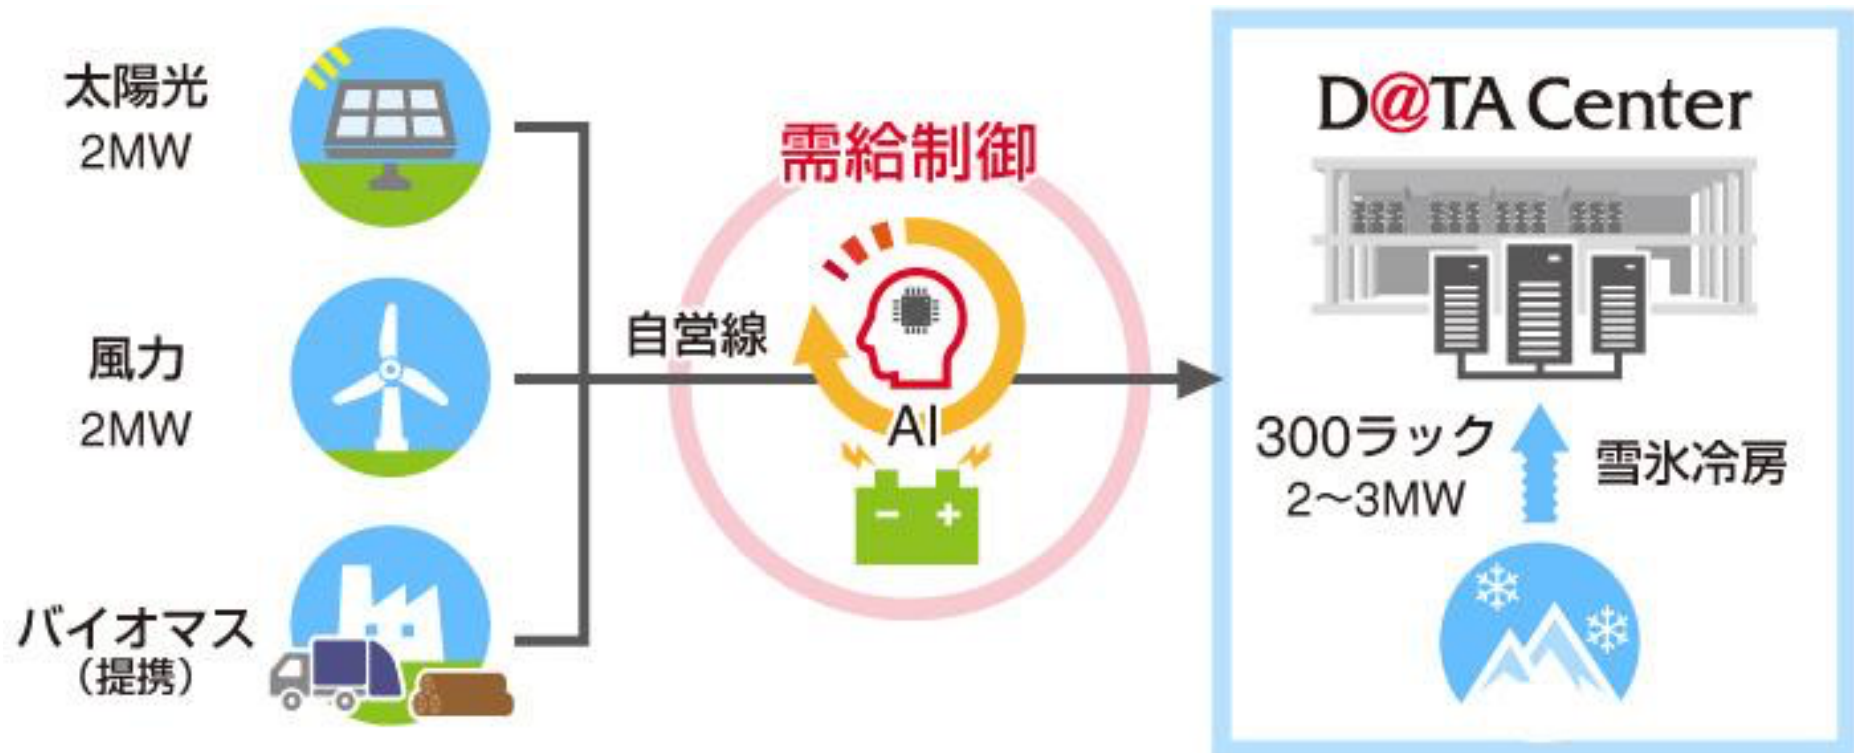 太陽光
2MW
風力
2MW
バイオマス
（提携）
自営線
需給制御
AI
D@TA Center
300ラック
2～3MW
雪氷冷房